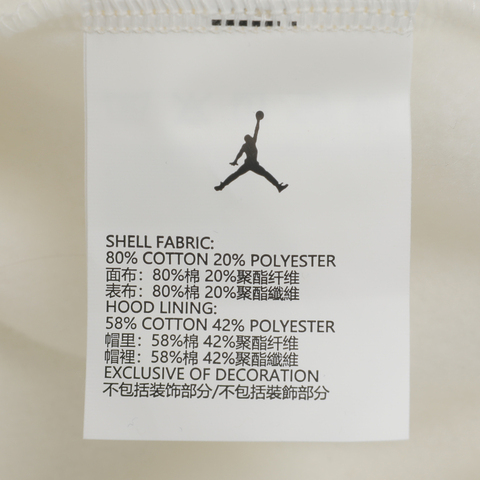 SHELL FABRIC:
80% COTTON 20% POLYESTER
面布：80%棉 20%聚酯纤维
表布：80%棉 20%聚酯纖維
HOOD LINING:
58% COTTON 42% POLYESTER
帽里：58%棉 42%聚酯纤维
帽裡：58%棉 42%聚酯纖維
EXCLUSIVE OF DECORATION
不包括装饰部分/不包括裝飾部分